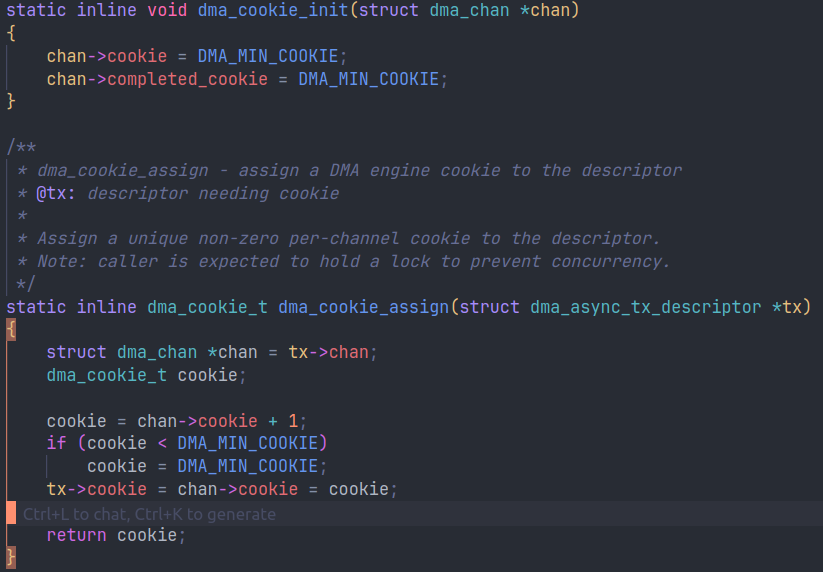 static inline void dma_cookie_init(struct dma_chan *chan)
{
    chan->cookie = DMA_MIN_COOKIE;
    chan->completed_cookie = DMA_MIN_COOKIE;
}

/**
 * dma_cookie_assign - assign a DMA engine cookie to the descriptor
 * @tx: descriptor needing cookie
 *
 * Assign a unique non-zero per-channel cookie to the descriptor.
 * Note: caller is expected to hold a lock to prevent concurrency.
 */
static inline dma_cookie_t dma_cookie_assign(struct dma_async_tx_descriptor *tx)
{
    struct dma_chan *chan = tx->chan;
    dma_cookie_t cookie;

    cookie = chan->cookie + 1;
    if (cookie < DMA_MIN_COOKIE)
        cookie = DMA_MIN_COOKIE;
    tx->cookie = chan->cookie = cookie;
Ctrl+L to chat, Ctrl+K to generate
    return cookie;
}